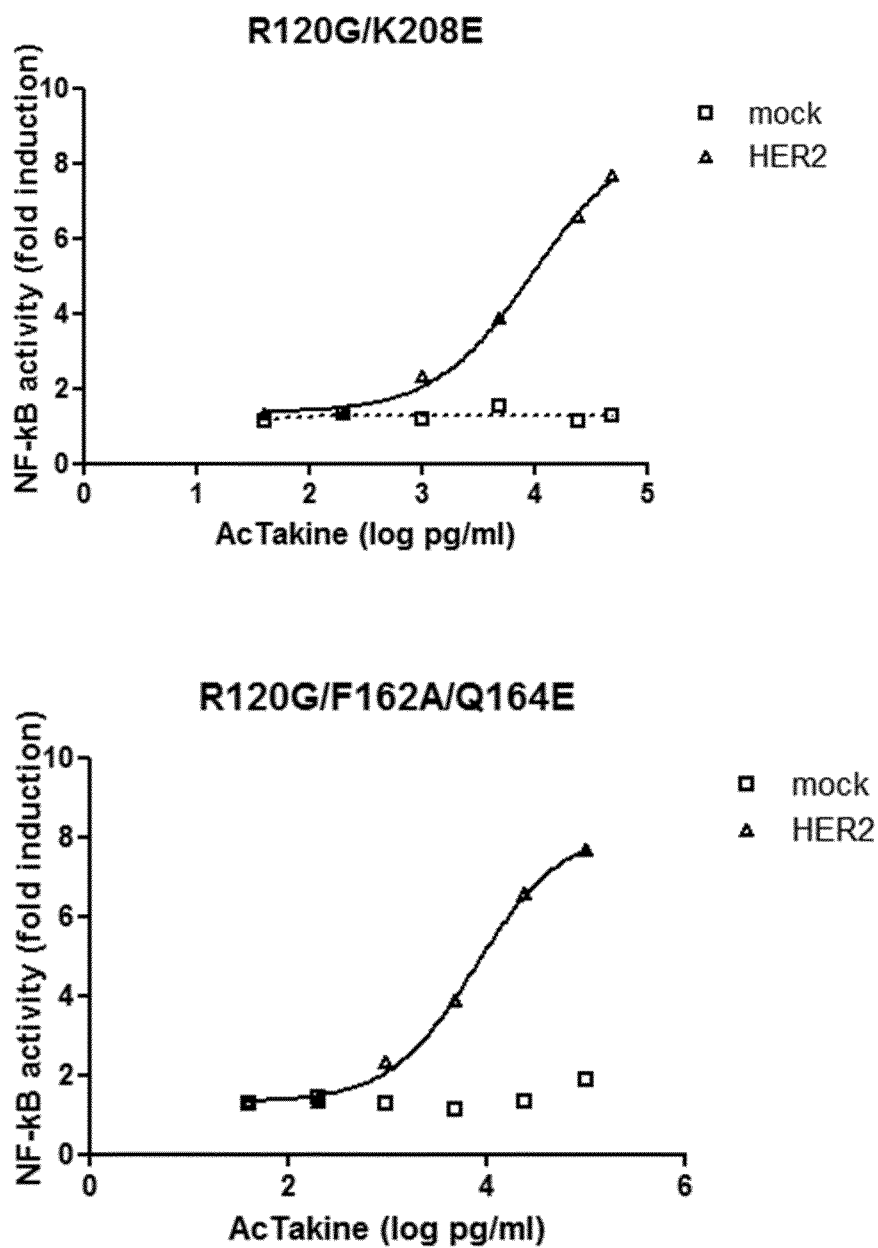 R120G/K208E
NF-kB activity (fold induction)
10
8
6
4
2
0
0 1 2 3 4 5
AcTakine (log pg/ml)
mock
HER2
R120G/F162A/Q164E
NF-kB activity (fold induction)
10
8
6
4
2
0
0 2 4 6
AcTakine (log pg/ml)
mock
HER2